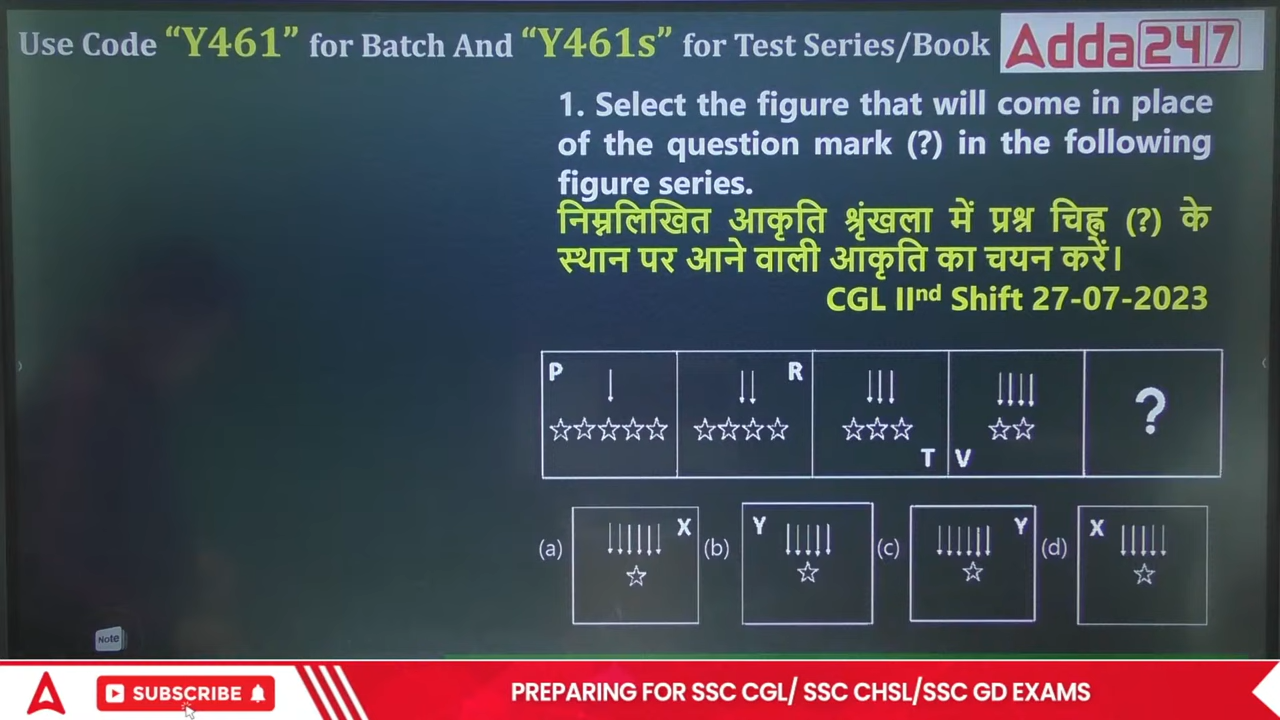 Use Code “Y461” for Batch And “Y461s” for Test Series/Book
Adda247
1. Select the figure that will come in place
of the question mark (?) in the following
figure series.
निम्नलिखित आकृति श्रृंखला में प्रश्न चिह्न (?) के
स्थान पर आने वाली आकृति का चयन करें।
CGL IInd Shift 27-07-2023
P R T V ?
(a) X (b) Y (c) Y (d) X
Note
SUBSCRIBE
PREPARING FOR SSC CGL/ SSC CHSL/SSC GD EXAMS